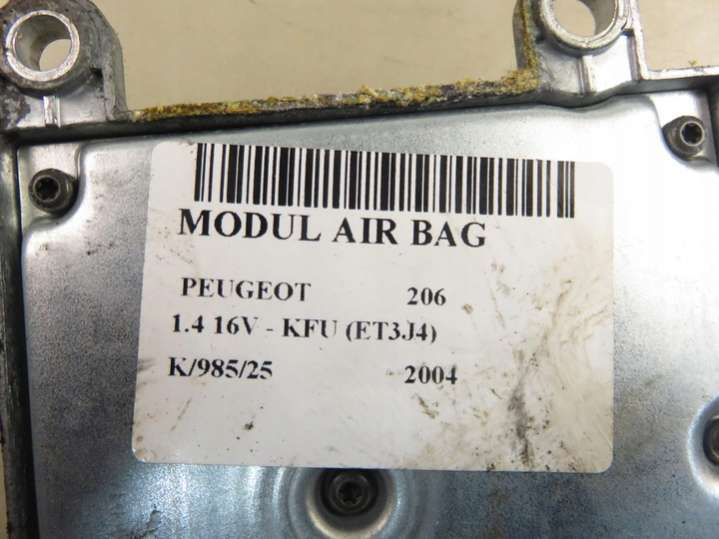 MODUL AIR BAG
PEUGEOT 206
1.4 16V - KFU (ET3J4)
K/985/25 2004